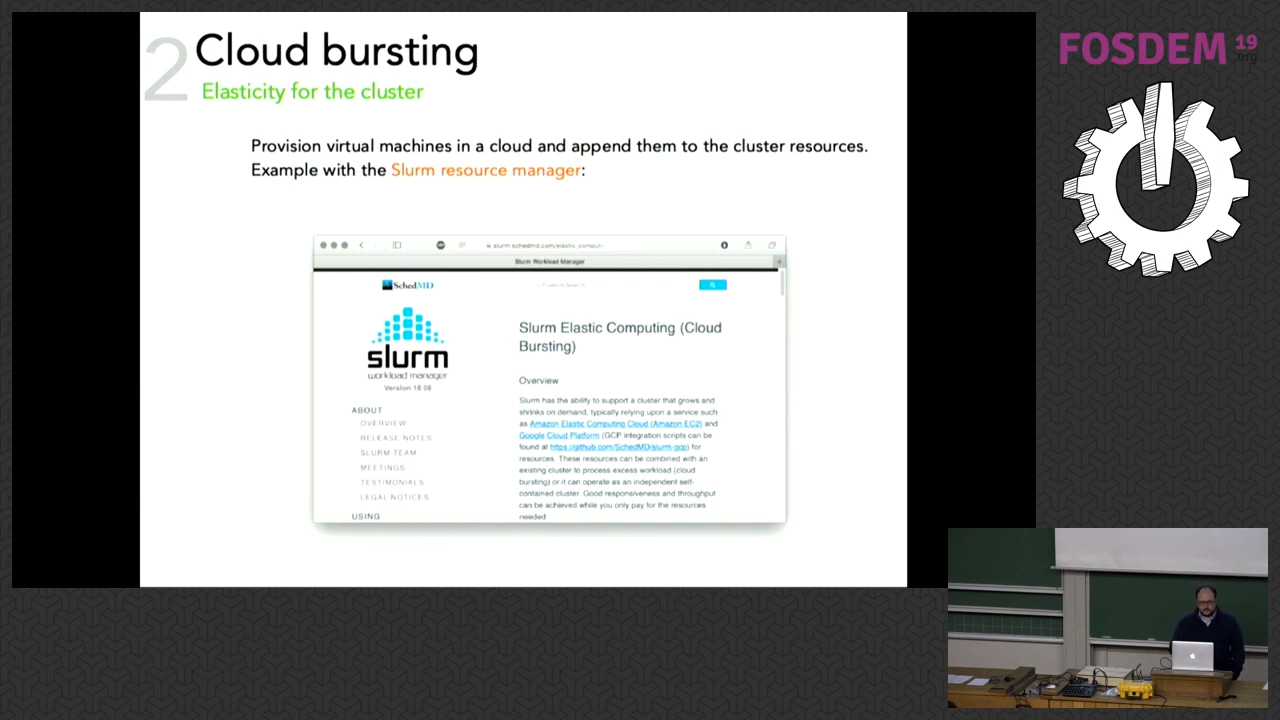 2 Cloud bursting
Elasticity for the cluster
Provision virtual machines in a cloud and append them to the cluster resources.
Example with the Slurm resource manager:
slurm.schedmd.com/elastic_computi
Slurm Workload Manager
SchedMD
Custom Search
slurm
workload manager
Version 18.08
ABOUT
OVERVIEW
RELEASE NOTES
SLURM TEAM
MEETINGS
TESTIMONIALS
LEGAL NOTICES
USING
Slurm Elastic Computing (Cloud
Bursting)
Overview
Slurm has the ability to support a cluster that grows and
shrinks on demand, typically relying upon a service such
as Amazon Elastic Computing Cloud (Amazon EC2) and
Google Cloud Platform (GCP integration scripts can be
found at https://github.com/SchedMD/slurm-gcp) for
resources. These resources can be combined with an
existing cluster to process excess workload (cloud
bursting) or it can operate as an independent self-
contained cluster. Good responsiveness and throughput
can be achieved while you only pay for the resources
needed
FOSDEM 19
.org